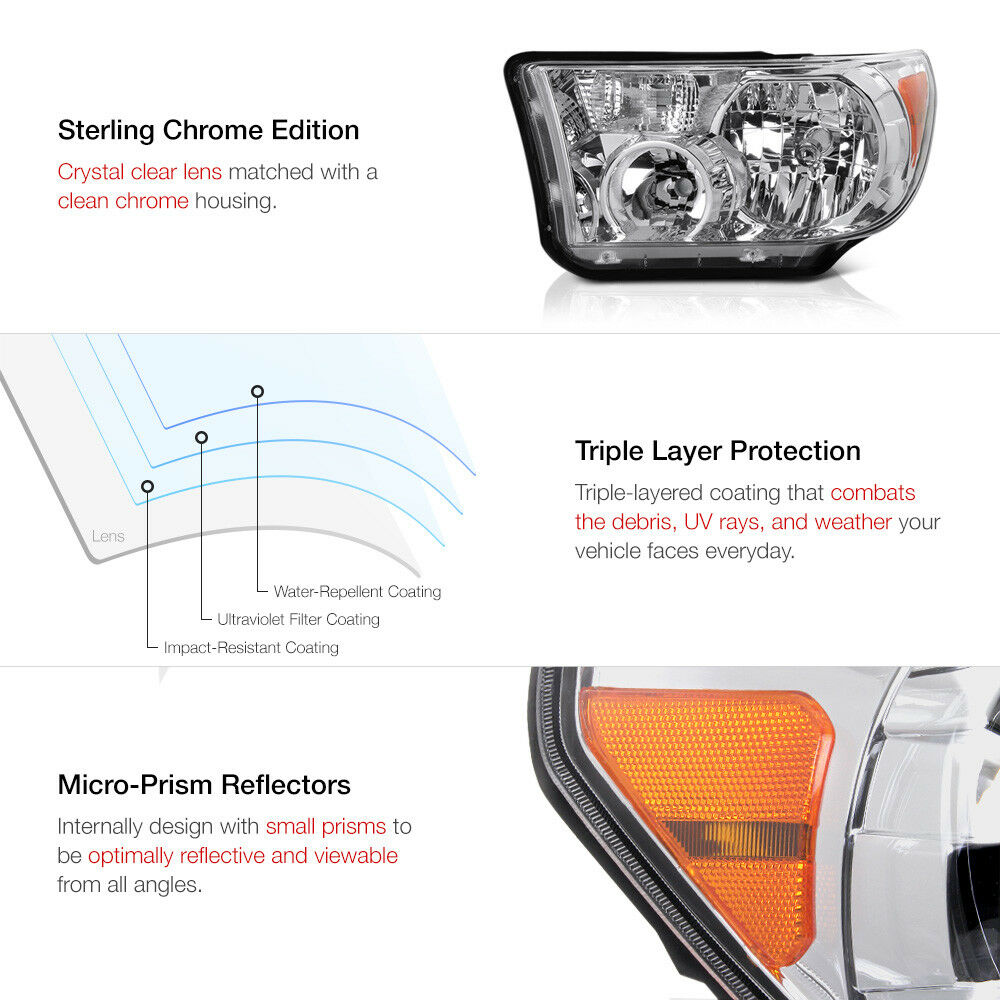 Sterling Chrome Edition
Crystal clear lens matched with a
clean chrome housing.
Lens
Water-Repellent Coating
Ultraviolet Filter Coating
Impact-Resistant Coating
Triple Layer Protection
Triple-layered coating that combats
the debris, UV rays, and weather your
vehicle faces everyday.
Micro-Prism Reflectors
Internally design with small prisms to
be optimally reflective and viewable
from all angles.